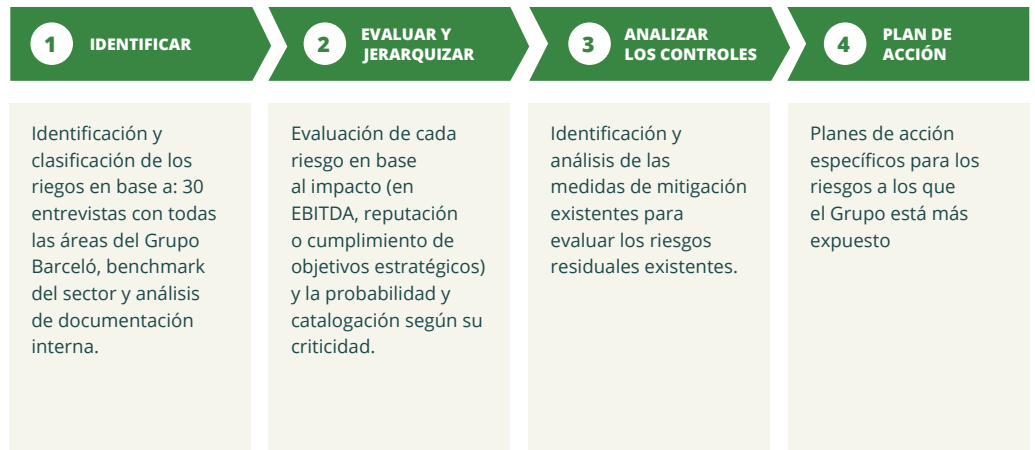 1 IDENTIFICAR
Identificación y
clasificación de los
riegos en base a: 30
entrevistas con todas
las áreas del Grupo
Barceló, benchmark
del sector y análisis
de documentación
interna.
2 EVALUAR Y
JERARQUIZAR
Evaluación de cada
riesgo en base
al impacto (en
EBITDA, reputación
o cumplimiento de
objetivos estratégicos)
y la probabilidad y
catalogación según su
criticidad.
3 ANALIZAR
LOS CONTROLES
Identificación y
análisis de las
medidas de mitigación
existentes para
evaluar los riesgos
residuales existentes.
4 PLAN DE
ACCIÓN
Planes de acción
específicos para los
riesgos a los que
el Grupo está más
expuesto